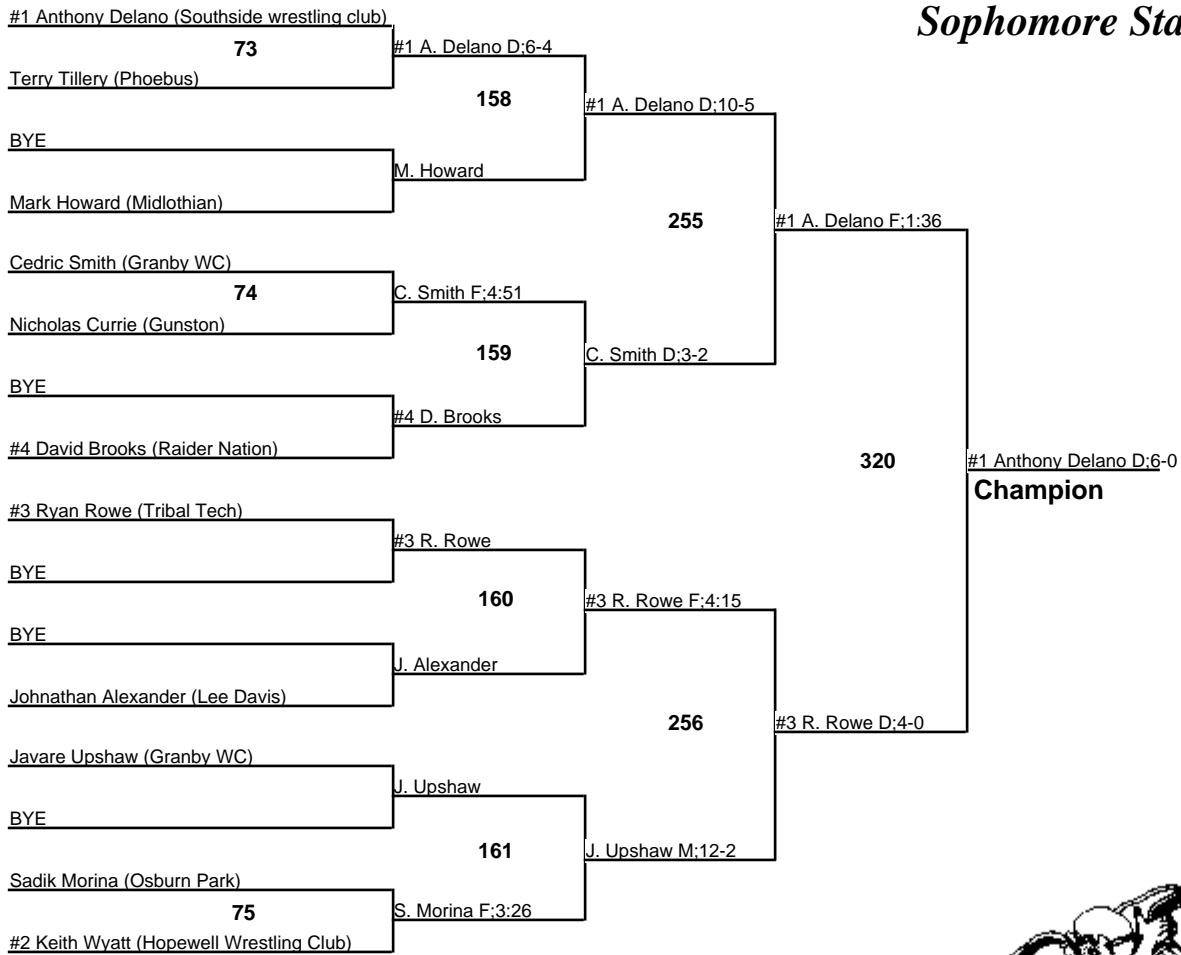 Sophomore Sta
#1 Anthony Delano (Southside wrestling club)
73
#1 A. Delano D;6-4
Terry Tillery (Phoebus)
158
#1 A. Delano D;10-5
BYE
M. Howard
Mark Howard (Midlothian)
255
#1 A. Delano F;1:36
Cedric Smith (Granby WC)
74
C. Smith F;4:51
Nicholas Currie (Gunston)
159
C. Smith D;3-2
BYE
#4 D. Brooks
#4 David Brooks (Raider Nation)
320
#1 Anthony Delano D;6-0
Champion
#3 Ryan Rowe (Tribal Tech)
#3 R. Rowe
BYE
160
#3 R. Rowe F;4:15
BYE
J. Alexander
Johnathan Alexander (Lee Davis)
256
#3 R. Rowe D;4-0
Javare Upshaw (Granby WC)
J. Upshaw
BYE
161
J. Upshaw M;12-2
Sadik Morina (Osburn Park)
75
S. Morina F;3:26
#2 Keith Wyatt (Hopewell Wrestling Club)